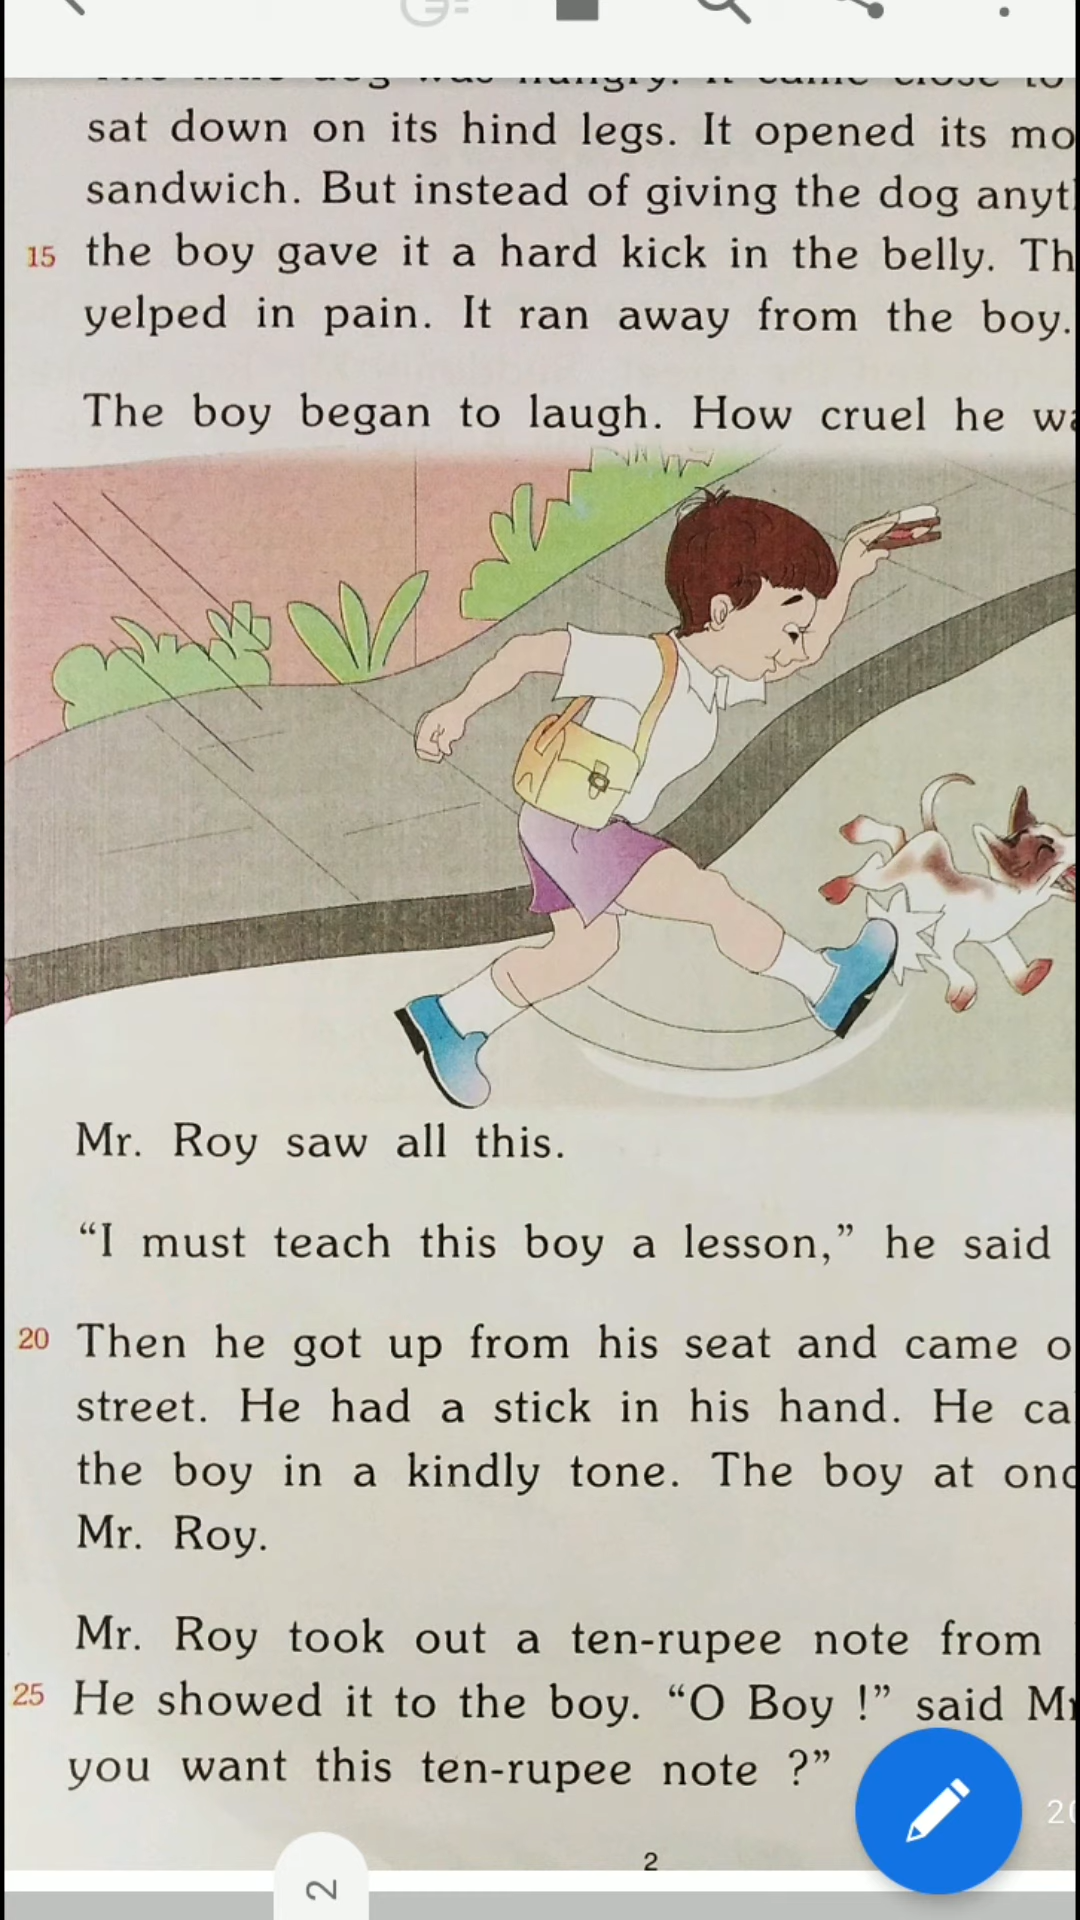 sat down on its hind legs. It opened its
sandwich. But instead of giving the dog
15 the boy gave it a hard kick in the belly.
yelped in pain. It ran away from the boy.
The boy began to laugh. How cruel he
Mr. Roy saw all this.
“I must teach this boy a lesson,” he said
20 Then he got up from his seat and came
street. He had a stick in his hand. He
the boy in a kindly tone. The boy at
Mr. Roy.
Mr. Roy took out a ten-rupee note from
25 He showed it to the boy. “O Boy !” said
you want this ten-rupee note ?”
2
2